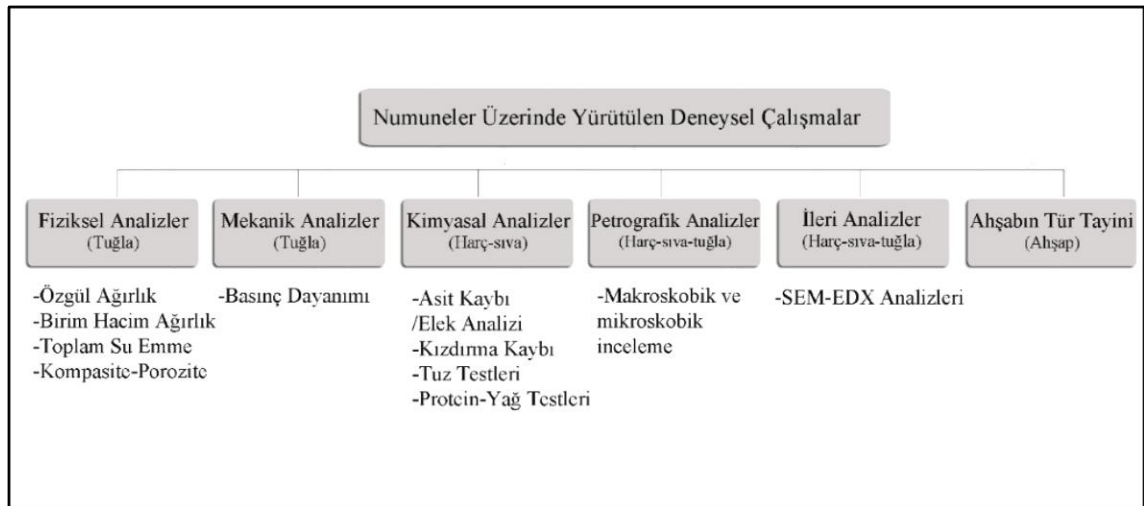 Numuneler Üzerinde Yürütülen Deneysel Çalışmalar
Fiziksel Analizler
(Tuğla)
-Özgül Ağırlık
-Birim Hacim Ağırlık
-Toplam Su Emme
-Kompasite-Porozite
Mekanik Analizler
(Tuğla)
-Basınç Dayanımı
Kimyasal Analizler
(Harç-sıva)
-Asit Kaybı
/Elek Analizi
-Kızdırma Kaybı
-Tuz Testleri
-Protein-Yağ Testleri
Petrografik Analizler
(Harç-sıva-tuğla)
-Makroskobik ve
mikroskobik
inceleme
İleri Analizler
(Harç-sıva-tuğla)
-SEM-EDX Analizleri
Ahşabın Tür Tayini
(Ahşap)